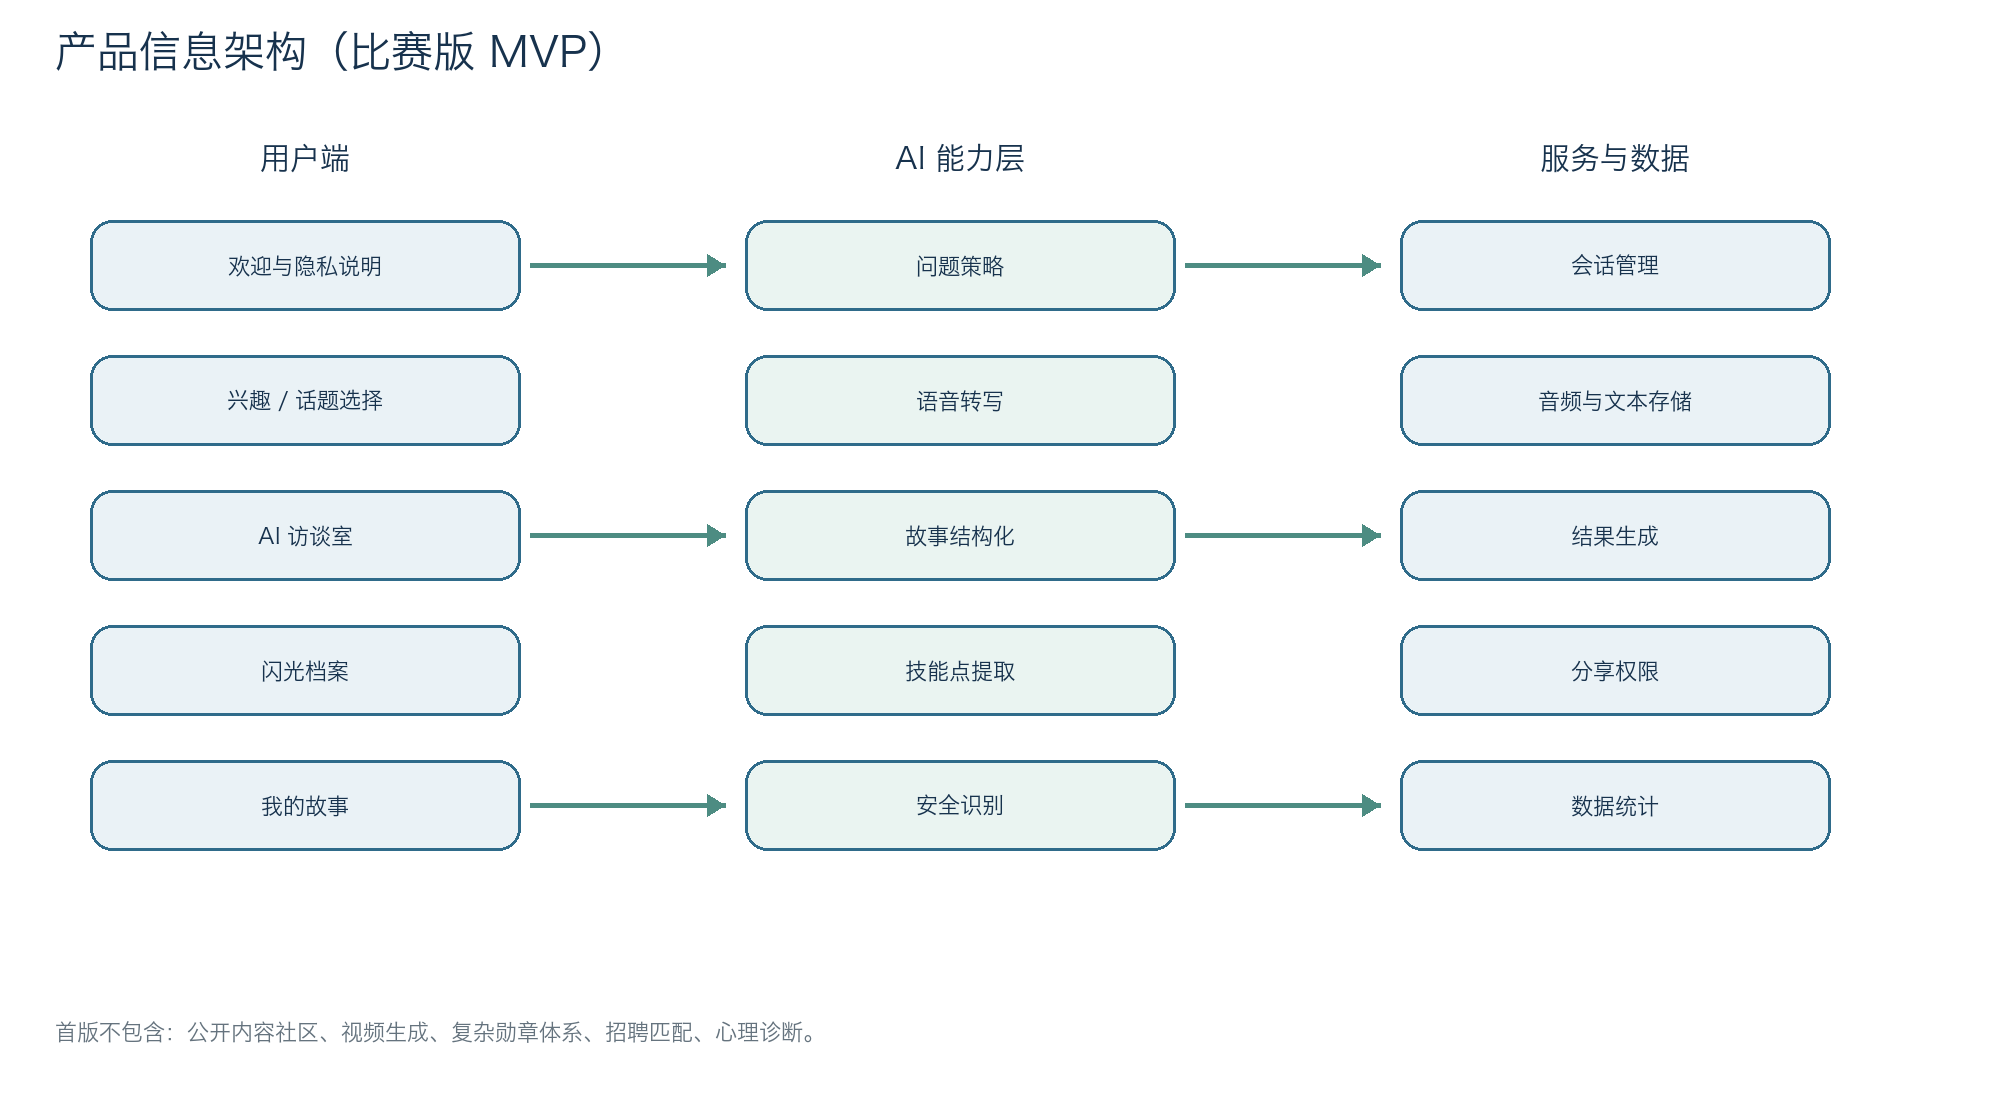 产品信息架构（比赛版 MVP）
用户端
AI 能力层
服务与数据
欢迎与隐私说明
问题策略
会话管理
兴趣 / 话题选择
语音转写
音频与文本存储
AI 访谈室
故事结构化
结果生成
闪光档案
技能点提取
分享权限
我的故事
安全识别
数据统计
首版不包含：公开内容社区、视频生成、复杂勋章体系、招聘匹配、心理诊断。